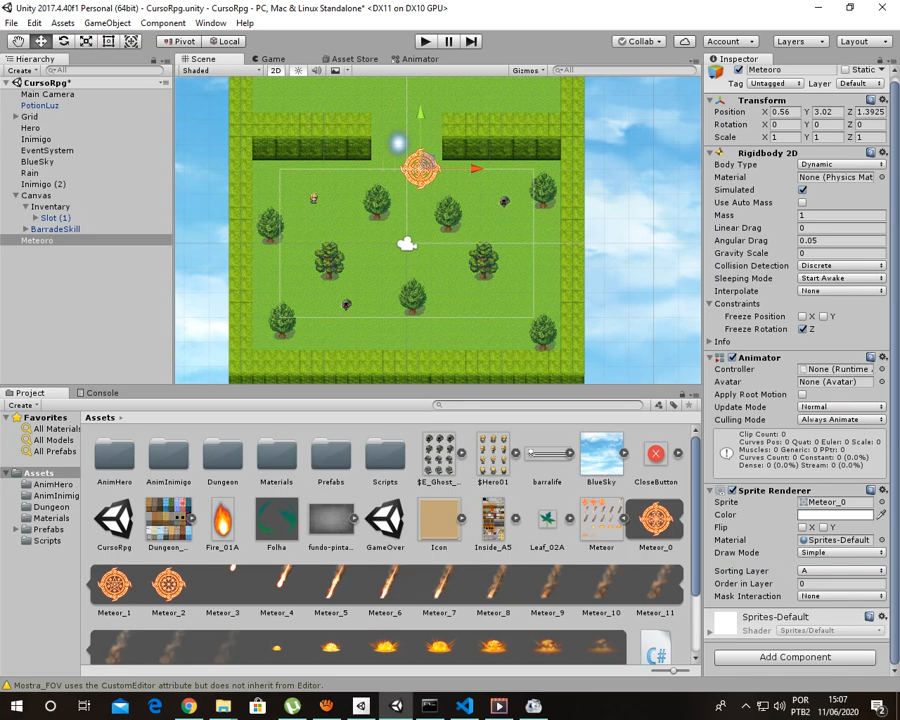 Unity 2017.4.40f1 Personal (64bit) - CursoRpg.unity - CursoRpg - PC, Mac & Linux Standalone* <DX11 on DX10 GPU>
File Edit Assets GameObject Component Window Help
Pivot Local Collab Account Layers Layout
Hierarchy
Create All
CursoRpg*
Main Camera
PotionLuz
Grid
Hero
Inimigo
EventSystem
BlueSky
Rain
Inimigo (2)
Canvas
Inventory
Slot (1)
BarradeSkill
Meteoro
Scene Game Asset Store Animator
Shaded 2D Gizmos All
Inspector
Meteoro Static
Tag Untagged Layer Default
Transform
Position X 0.56 Y 3.02 Z 1.3925
Rotation X 0 Y 0 Z 0
Scale X 1 Y 1 Z 1
Rigidbody 2D
Body Type Dynamic
Material None (Physics Mat
Simulated
Use Auto Mass
Mass 1
Linear Drag 0
Angular Drag 0.05
Gravity Scale 0
Collision Detection Discrete
Sleeping Mode Start Awake
Interpolate None
Constraints
Freeze Position X Y
Freeze Rotation Z
Info
Animator
Controller None (Runtime
Avatar None (Avatar)
Apply Root Motion
Update Mode Normal
Culling Mode Always Animate
Clip Count: 0
Curves Pos: 0 Quat: 0 Euler: 0 Scale: 0
Muscles: 0 Generic: 0 PPtr: 0
Curves Count: 0 Constant: 0 (0.0%)
Dense: 0 (0.0%) Stream: 0 (0.0%)
Sprite Renderer
Sprite Meteor_0
Color
Flip X Y
Material Sprites-Default
Draw Mode Simple
Sorting Layer A
Order in Layer 0
Mask Interaction None
Sprites-Default
Shader Sprites/Default
Add Component
Project Console
Create
Favorites
All Materials
All Models
All Prefabs
Assets
AnimHero
AnimInimig
Dungeon
Materials
Prefabs
Scripts
Assets
AnimHero AnimInimigo Dungeon Materials Prefabs Scripts $E_Ghost_... $Hero01 barralife BlueSky CloseButton
CursoRpg Dungeon_... Fire_01A Folha fundo-pinta... GameOver Icon Inside_A5 Leaf_02A Meteor Meteor_0
Meteor_1 Meteor_2 Meteor_3 Meteor_4 Meteor_5 Meteor_6 Meteor_7 Meteor_8 Meteor_9 Meteor_10 Meteor_11
C#
Mostra_FOV uses the CustomEditor attribute but does not inherit from Editor.
POR
PTB2
15:07
11/06/2020
2